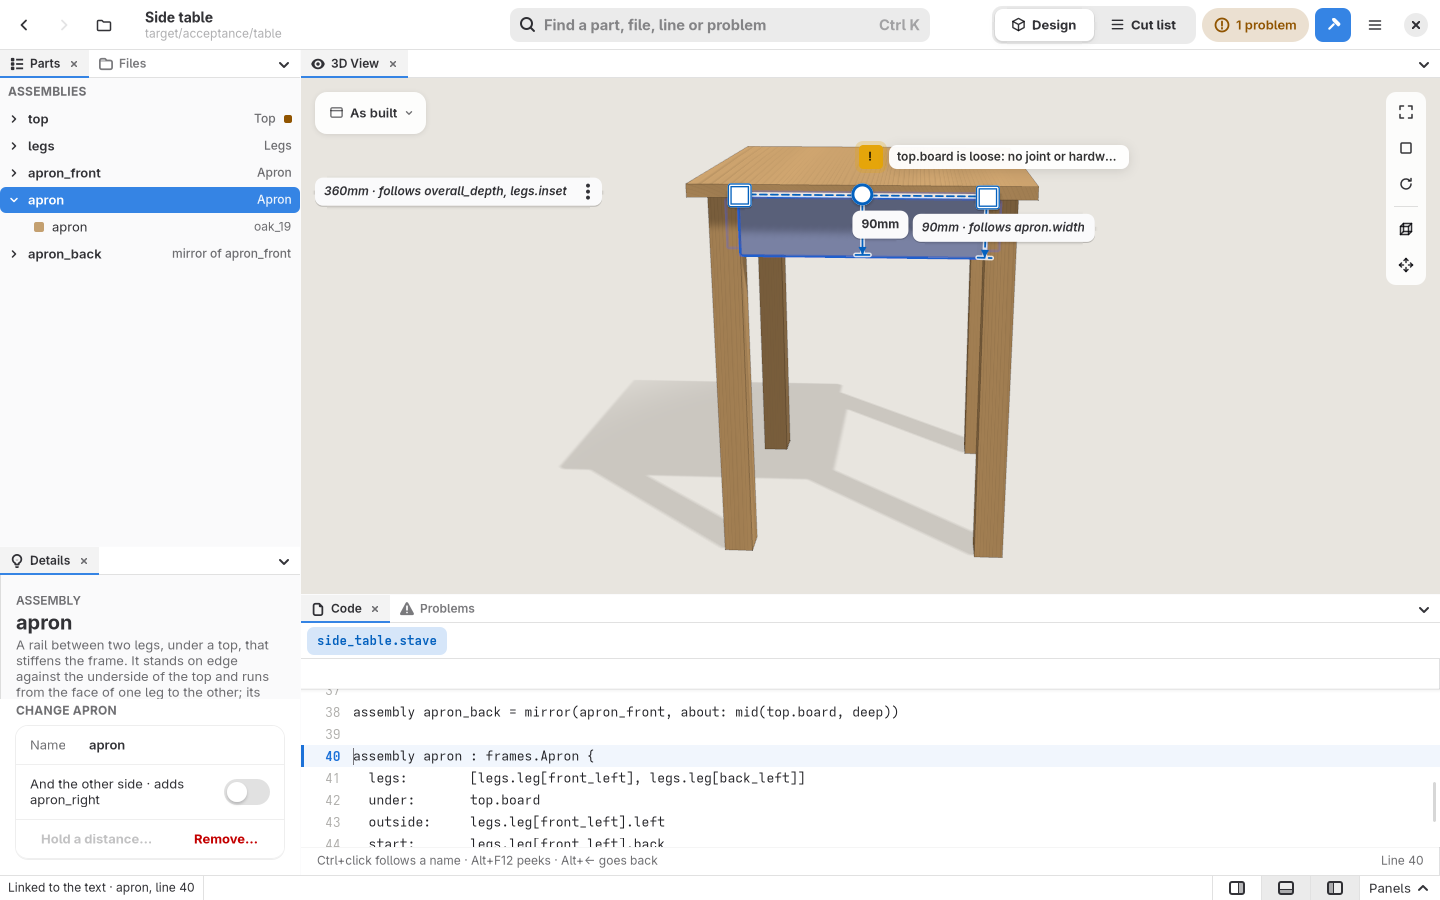 Side table
target/acceptance/table
Find a part, file, line or problem
Ctrl K
Design
Cut list
1 problem
Parts
Files
3D View
ASSEMBLIES
top
Top
legs
Legs
apron_front
Apron
apron
Apron
apron
oak_19
apron_back
mirror of apron_front
As built
! top.board is loose: no joint or hardw...
360mm · follows overall_depth, legs.inset
90mm
90mm · follows apron.width
Details
ASSEMBLY
apron
A rail between two legs, under a top, that
stiffens the frame. It stands on edge
against the underside of the top and runs
from the face of one leg to the other; its
CHANGE APRON
Name apron
And the other side · adds
apron_right
Hold a distance...
Remove...
Code
Problems
side_table.stave
37
38 assembly apron_back = mirror(apron_front, about: mid(top.board, deep))
39
40 assembly apron : frames.Apron {
41 legs: [legs.leg[front_left], legs.leg[back_left]]
42 under: top.board
43 outside: legs.leg[front_left].left
44 start: legs.leg[front_left].back
Ctrl+click follows a name · Alt+F12 peeks · Alt+← goes back
Line 40
Linked to the text · apron, line 40
Panels